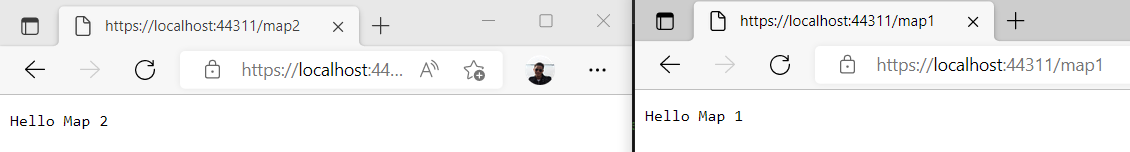 https://localhost:44311/map2
https://localhost:44...
Hello Map 2
https://localhost:44311/map1
https://localhost:44311/map1
Hello Map 1